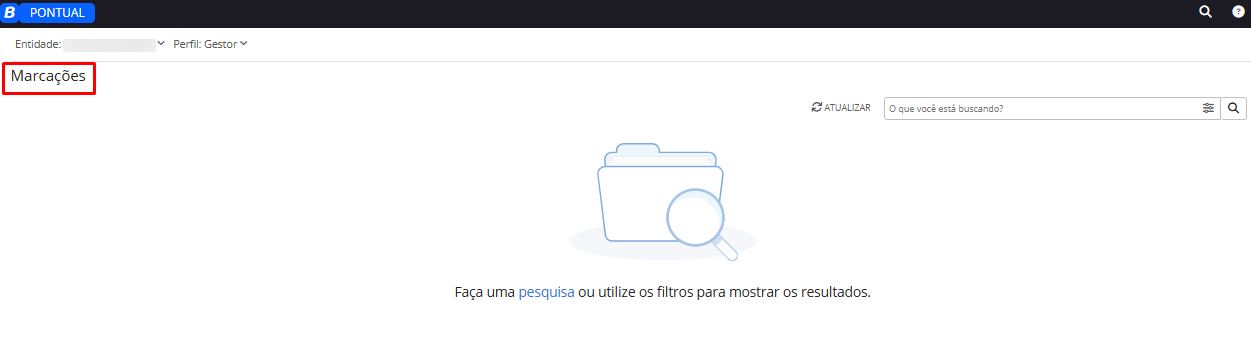 B PONTUAL
Entidade: Perfil: Gestor
Marcações
ATUALIZAR O que você está buscando?
Faça uma pesquisa ou utilize os filtros para mostrar os resultados.